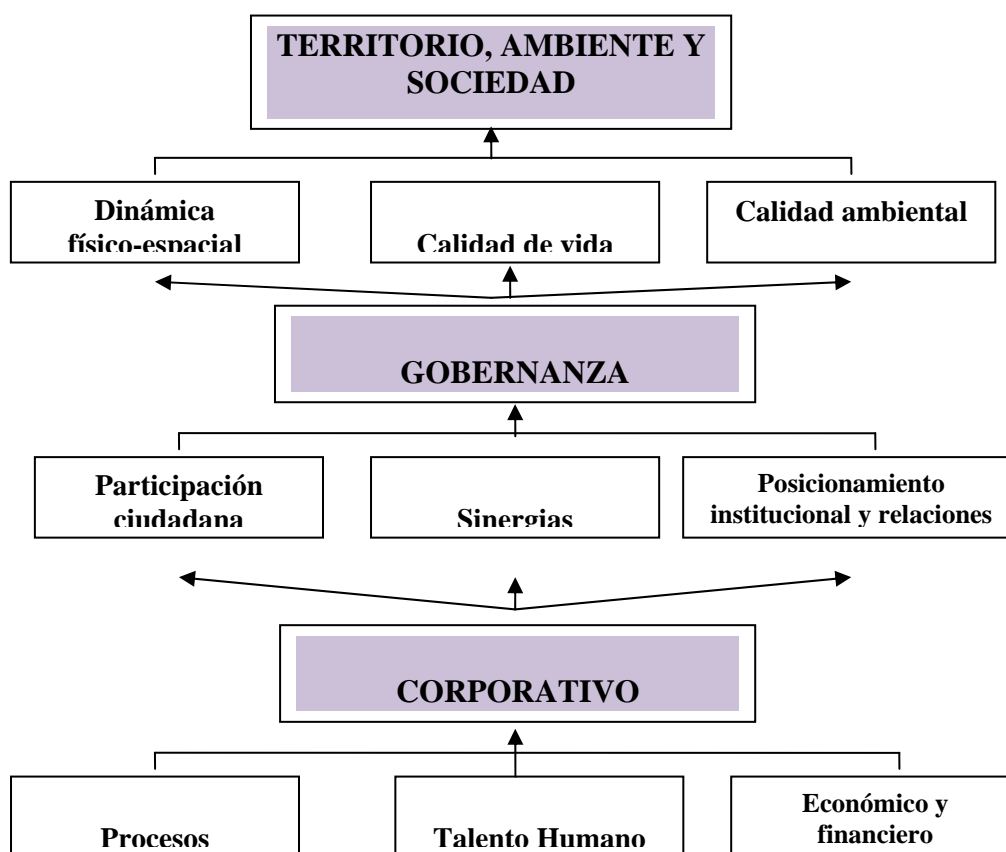 TERRITORIO, AMBIENTE Y
SOCIEDAD
Dinámica
físico-espacial
Calidad de vida
Calidad ambiental
GOBERNANZA
Participación
ciudadana
Sinergias
Posicionamiento
institucional y relaciones
CORPORATIVO
Procesos
Talento Humano
Económico y
financiero